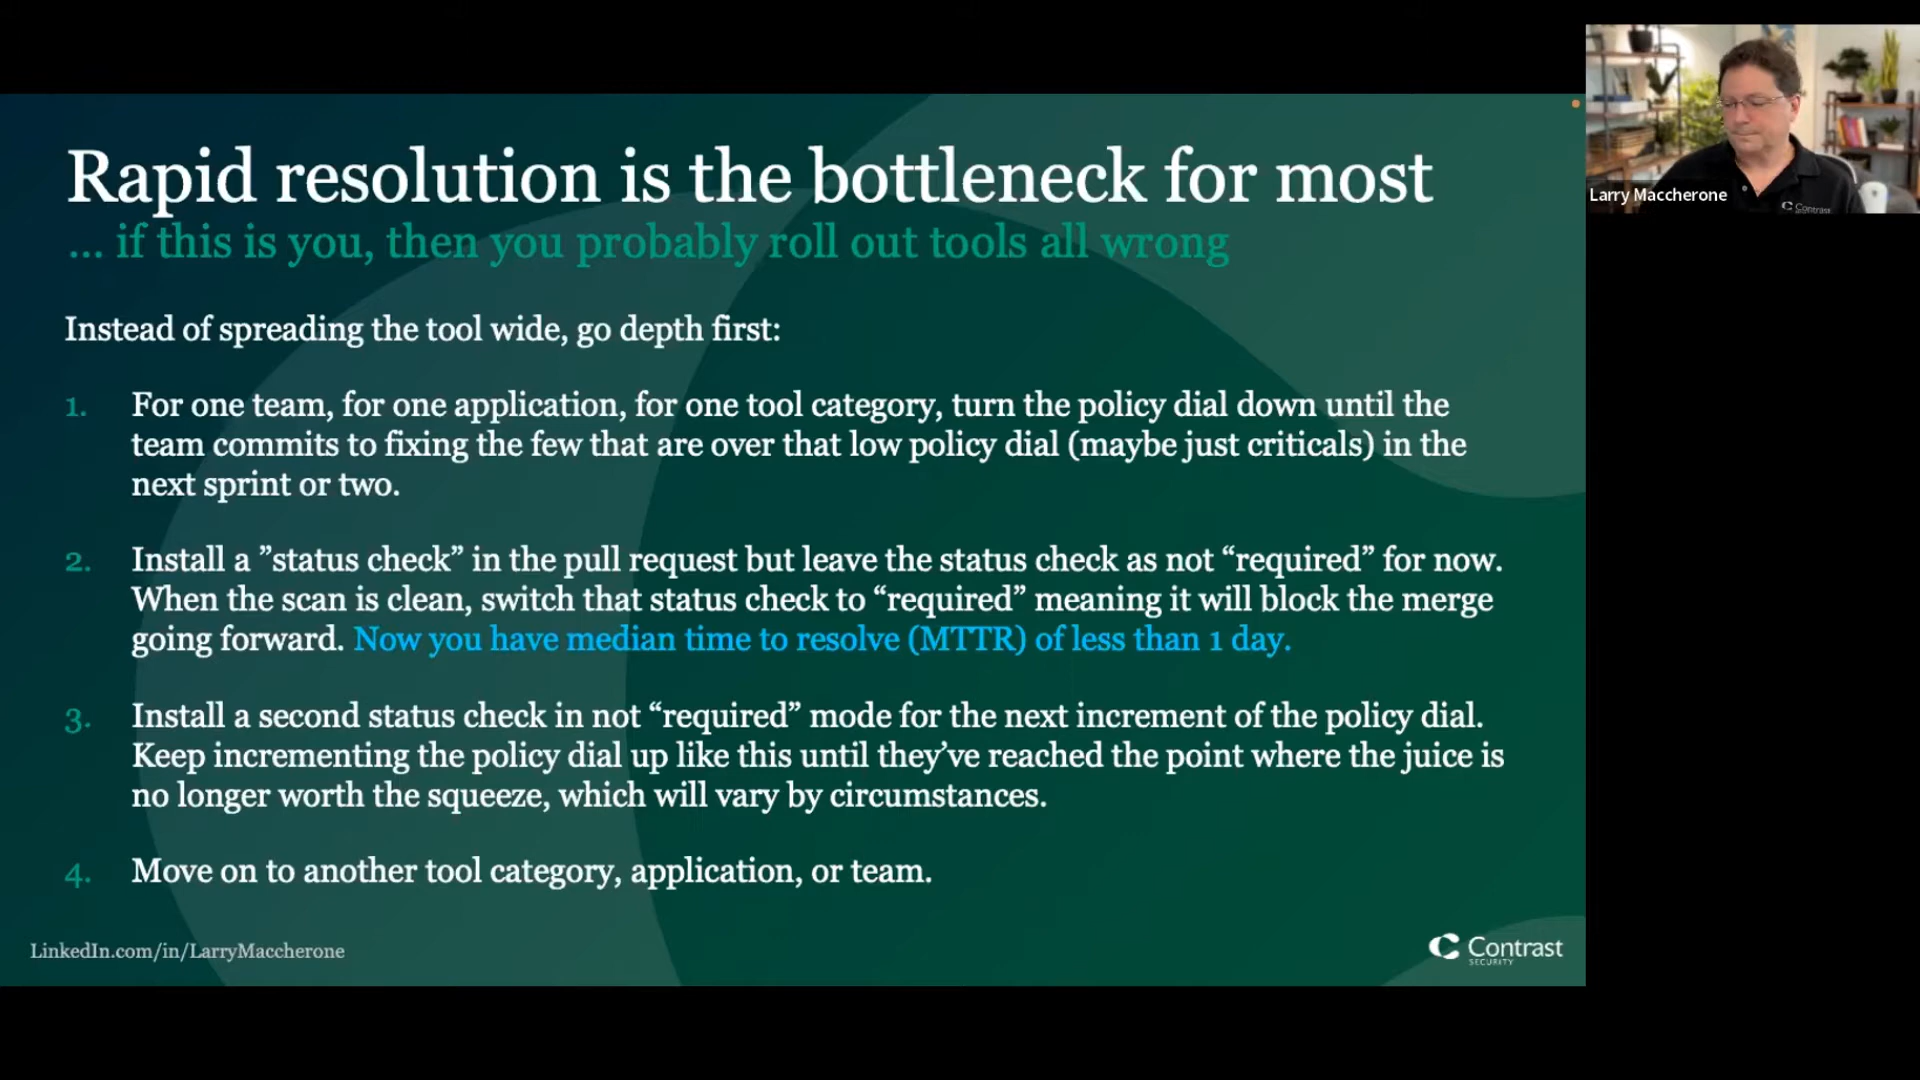 Rapid resolution is the bottleneck for most
... if this is you, then you probably roll out tools all wrong
Instead of spreading the tool wide, go depth first:
1. For one team, for one application, for one tool category, turn the policy dial down until the
team commits to fixing the few that are over that low policy dial (maybe just criticals) in the
next sprint or two.
2. Install a ”status check” in the pull request but leave the status check as not “required” for now.
When the scan is clean, switch that status check to “required” meaning it will block the merge
going forward. Now you have median time to resolve (MTTR) of less than 1 day.
3. Install a second status check in not “required” mode for the next increment of the policy dial.
Keep incrementing the policy dial up like this until they’ve reached the point where the juice is
no longer worth the squeeze, which will vary by circumstances.
4. Move on to another tool category, application, or team.
LinkedIn.com/in/LarryMaccherone
Contrast
SECURITY
Larry Maccherone
Contrast